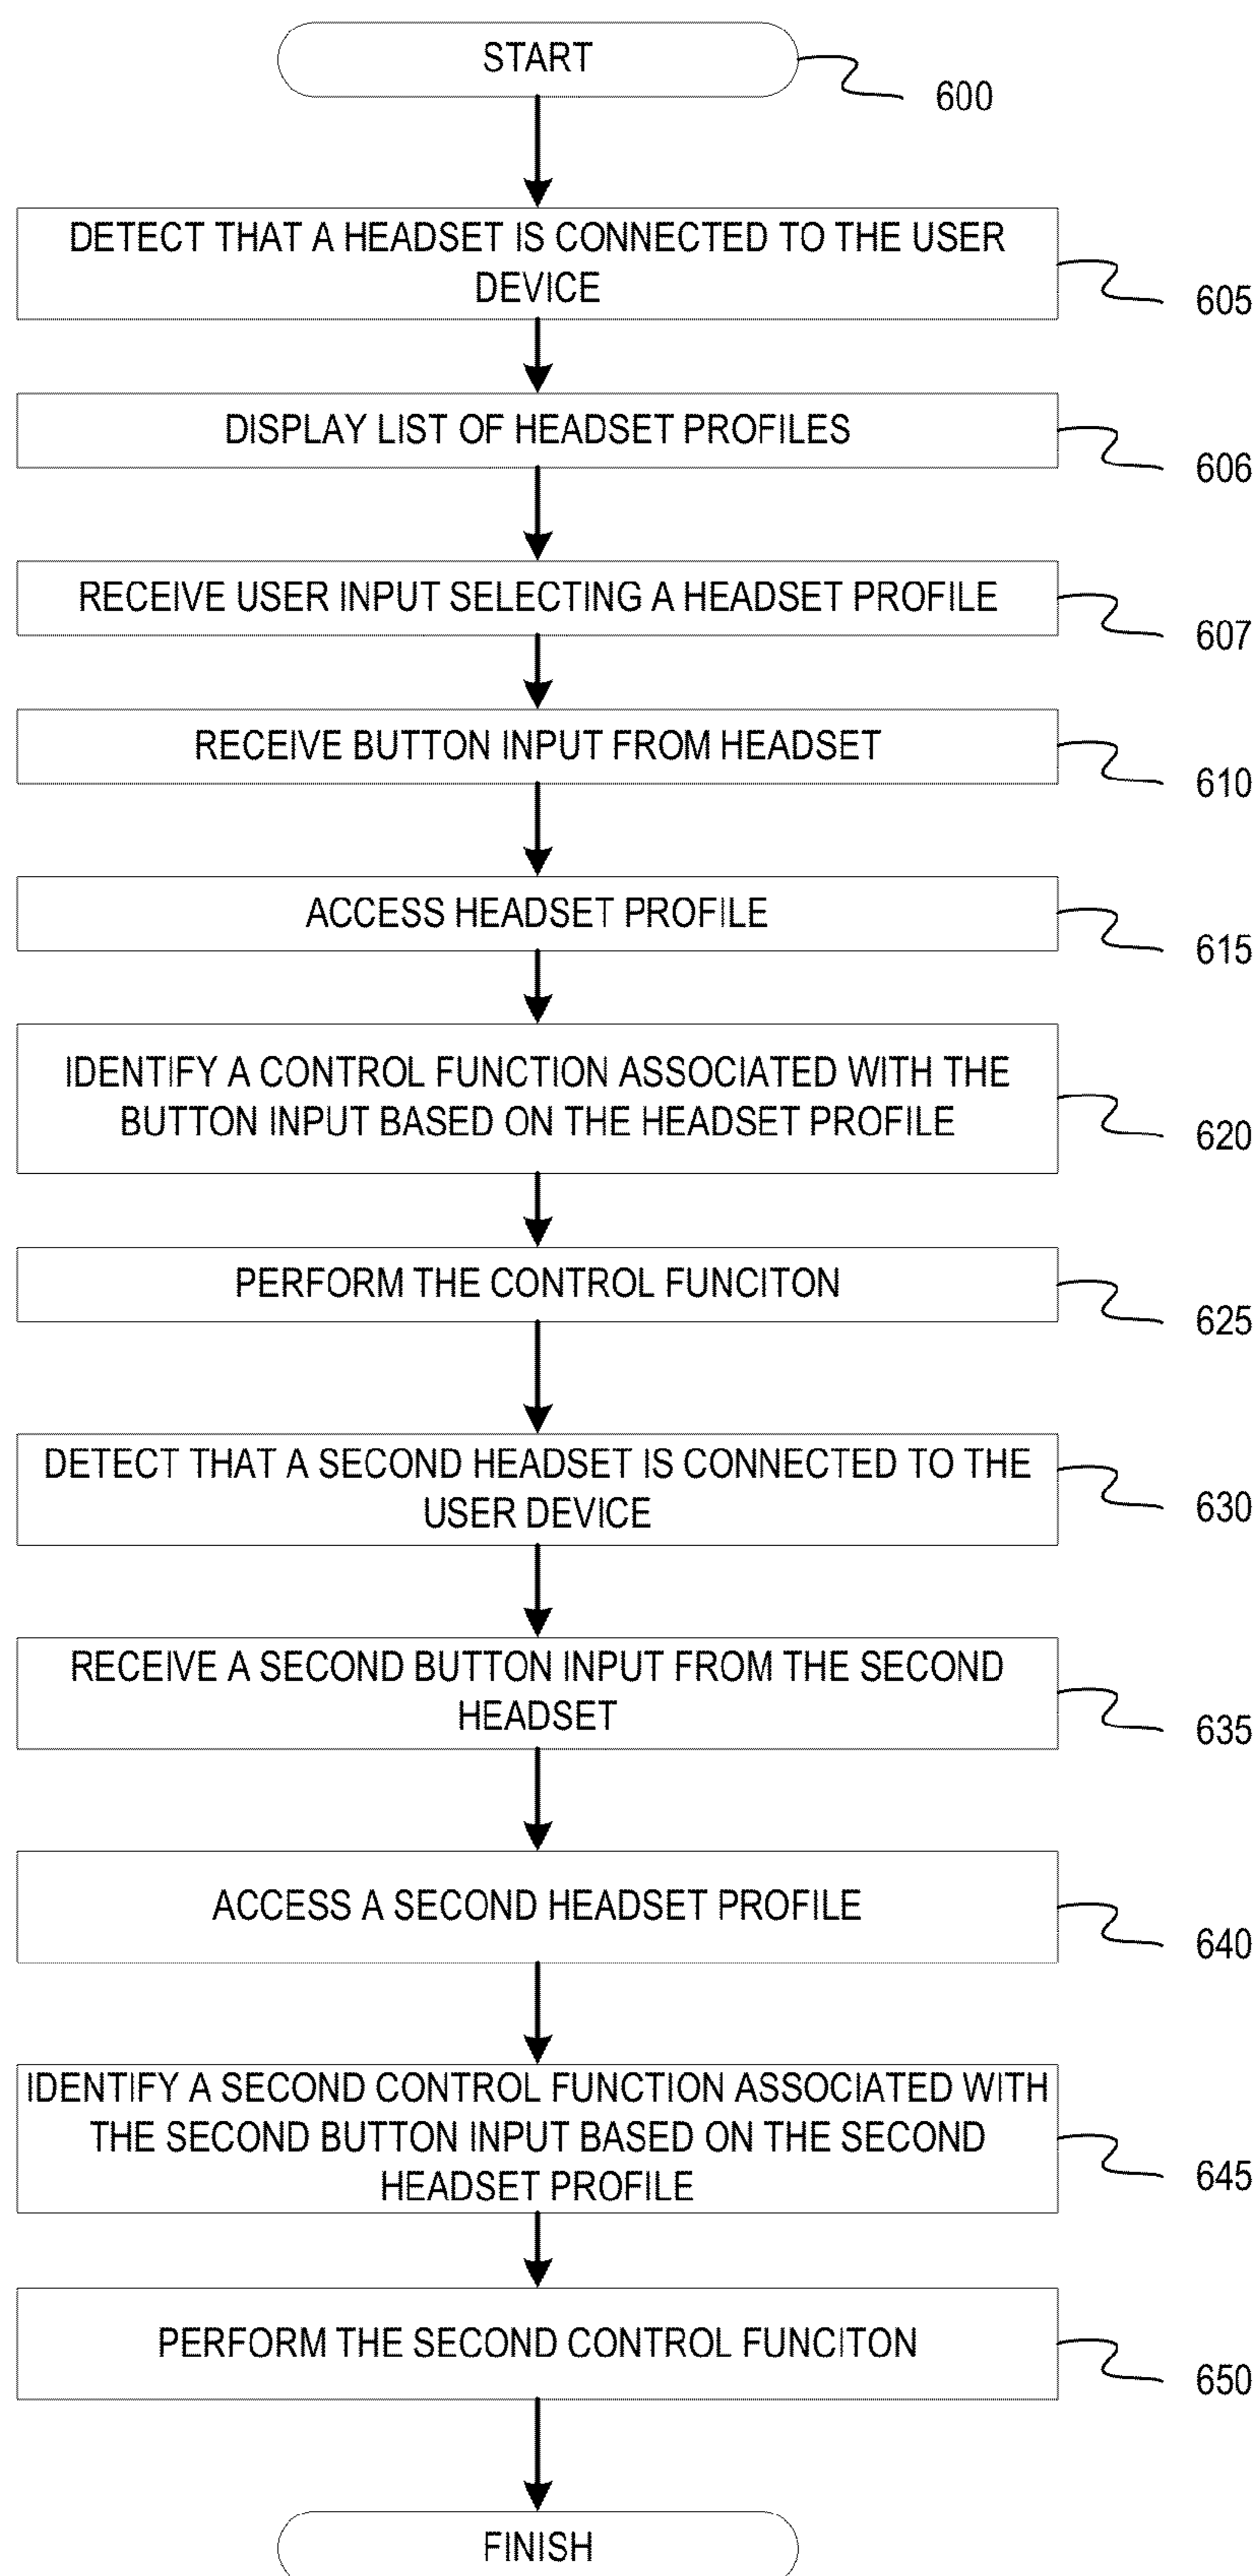 START
600
DETECT THAT A HEADSET IS CONNECTED TO THE USER
DEVICE
605
DISPLAY LIST OF HEADSET PROFILES
606
RECEIVE USER INPUT SELECTING A HEADSET PROFILE
607
RECEIVE BUTTON INPUT FROM HEADSET
610
ACCESS HEADSET PROFILE
615
IDENTIFY A CONTROL FUNCTION ASSOCIATED WITH THE
BUTTON INPUT BASED ON THE HEADSET PROFILE
620
PERFORM THE CONTROL FUNCITON
625
DETECT THAT A SECOND HEADSET IS CONNECTED TO THE
USER DEVICE
630
RECEIVE A SECOND BUTTON INPUT FROM THE SECOND
HEADSET
635
ACCESS A SECOND HEADSET PROFILE
640
IDENTIFY A SECOND CONTROL FUNCTION ASSOCIATED WITH
THE SECOND BUTTON INPUT BASED ON THE SECOND
HEADSET PROFILE
645
PERFORM THE SECOND CONTROL FUNCITON
650
FINISH